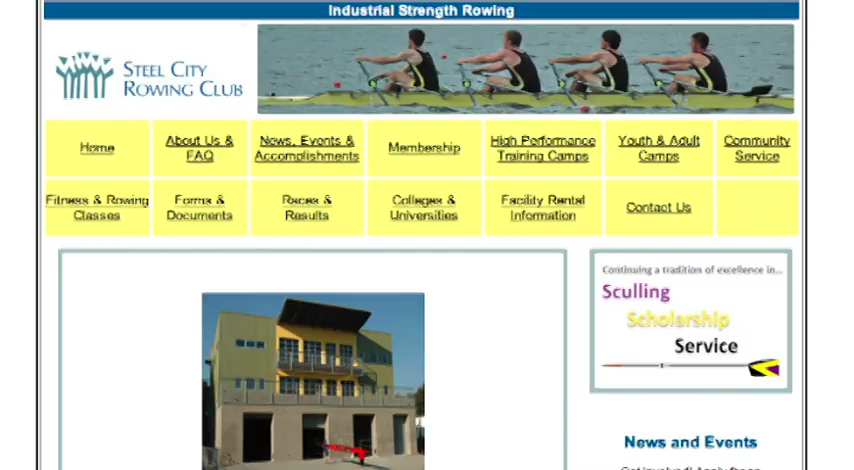 Industrial Strength Rowing
STEEL CITY
ROWING CLUB
Home
About Us &
FAQ
News, Events &
Accomplishments
Membership
High Performance
Training Camps
Youth & Adult
Camps
Community
Service
Fitness & Rowing
Classes
Forms &
Documents
Races &
Results
Colleges &
Universities
Facility Rental
Information
Contact Us
Continuing a tradition of excellence in...
Sculling
Scholarship
Service
News and Events